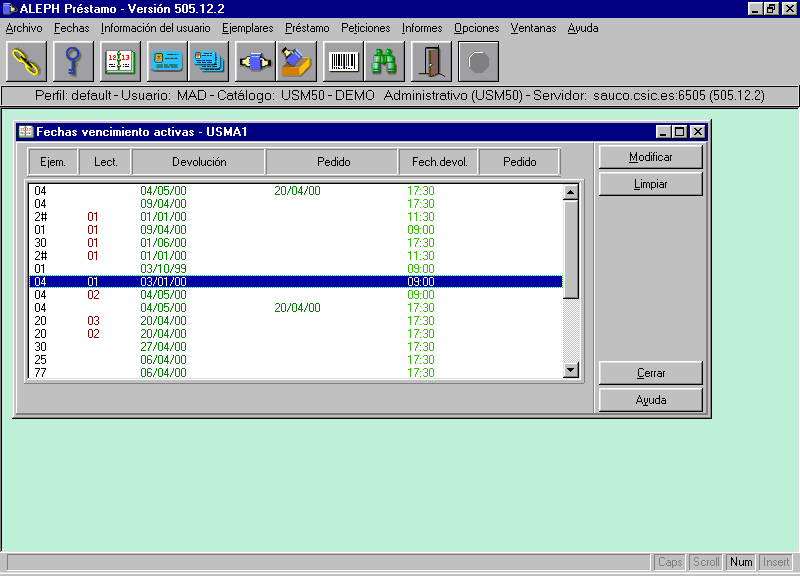 ALEPH Préstamo - Versión 505.12.2
Archivo Fechas Información del usuario Ejemplares Préstamo Peticiones Informes Opciones Ventanas Ayuda
Perfil: default - Usuario: MAD - Catálogo: USM50 - DEMO Administrativo (USM50) - Servidor: sauco.csic.es:6505 (505.12.2)
Fechas vencimiento activas - USMA1
Ejem. Lect. Devolución Pedido Fech.devol. Pedido
Modificar
Limpiar
04 04/05/00 20/04/00 17:30
04 09/04/00 17:30
2# 01 01/01/00 11:30
01 01 09/04/00 09:00
30 01 01/06/00 17:30
2# 01 01/01/00 11:30
01 03/10/99 09:00
04 01 03/01/00 09:00
04 02 04/05/00 09:00
04 04/05/00 20/04/00 17:30
20 03 20/04/00 17:30
20 02 20/04/00 17:30
30 27/04/00 17:30
25 06/04/00 17:30
77 06/04/00 17:30
Cerrar
Ayuda
Caps Scroll Num Insert